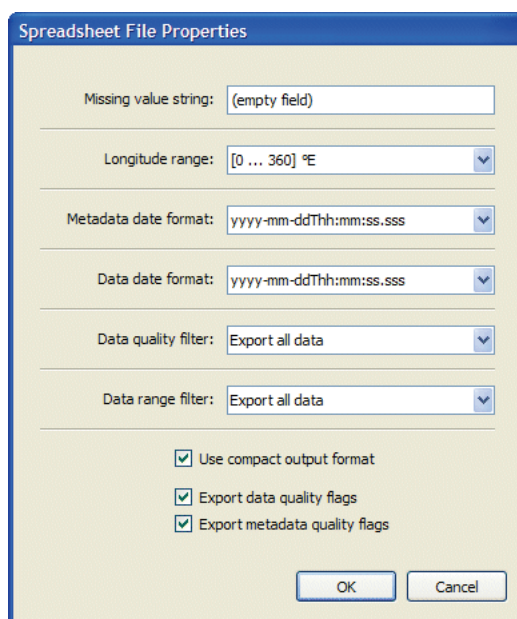 Spreadsheet File Properties
Missing value string: (empty field)
Longitude range: [0 ... 360] ºE
Metadata date format: yyyy-mm-ddThh:mm:ss.sss
Data date format: yyyy-mm-ddThh:mm:ss.sss
Data quality filter: Export all data
Data range filter: Export all data
Use compact output format
Export data quality flags
Export metadata quality flags
OK Cancel